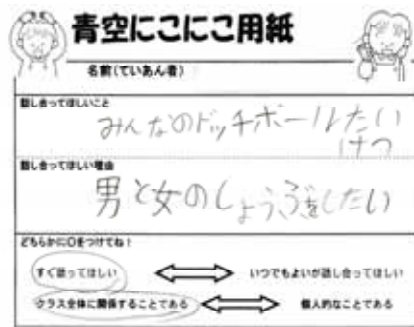 青空にこにこ用紙
名前(ていあん者)
話し合ってほしいこと
みんなのドッチボールたい
けつ
話し合ってほしい理由
男と女のしょうぶをしたい
どちらかに○をつけてね!
すぐ話ってほしい いつでもよいが話し合ってほしい
クラス全体に関係することである 個人的なことである